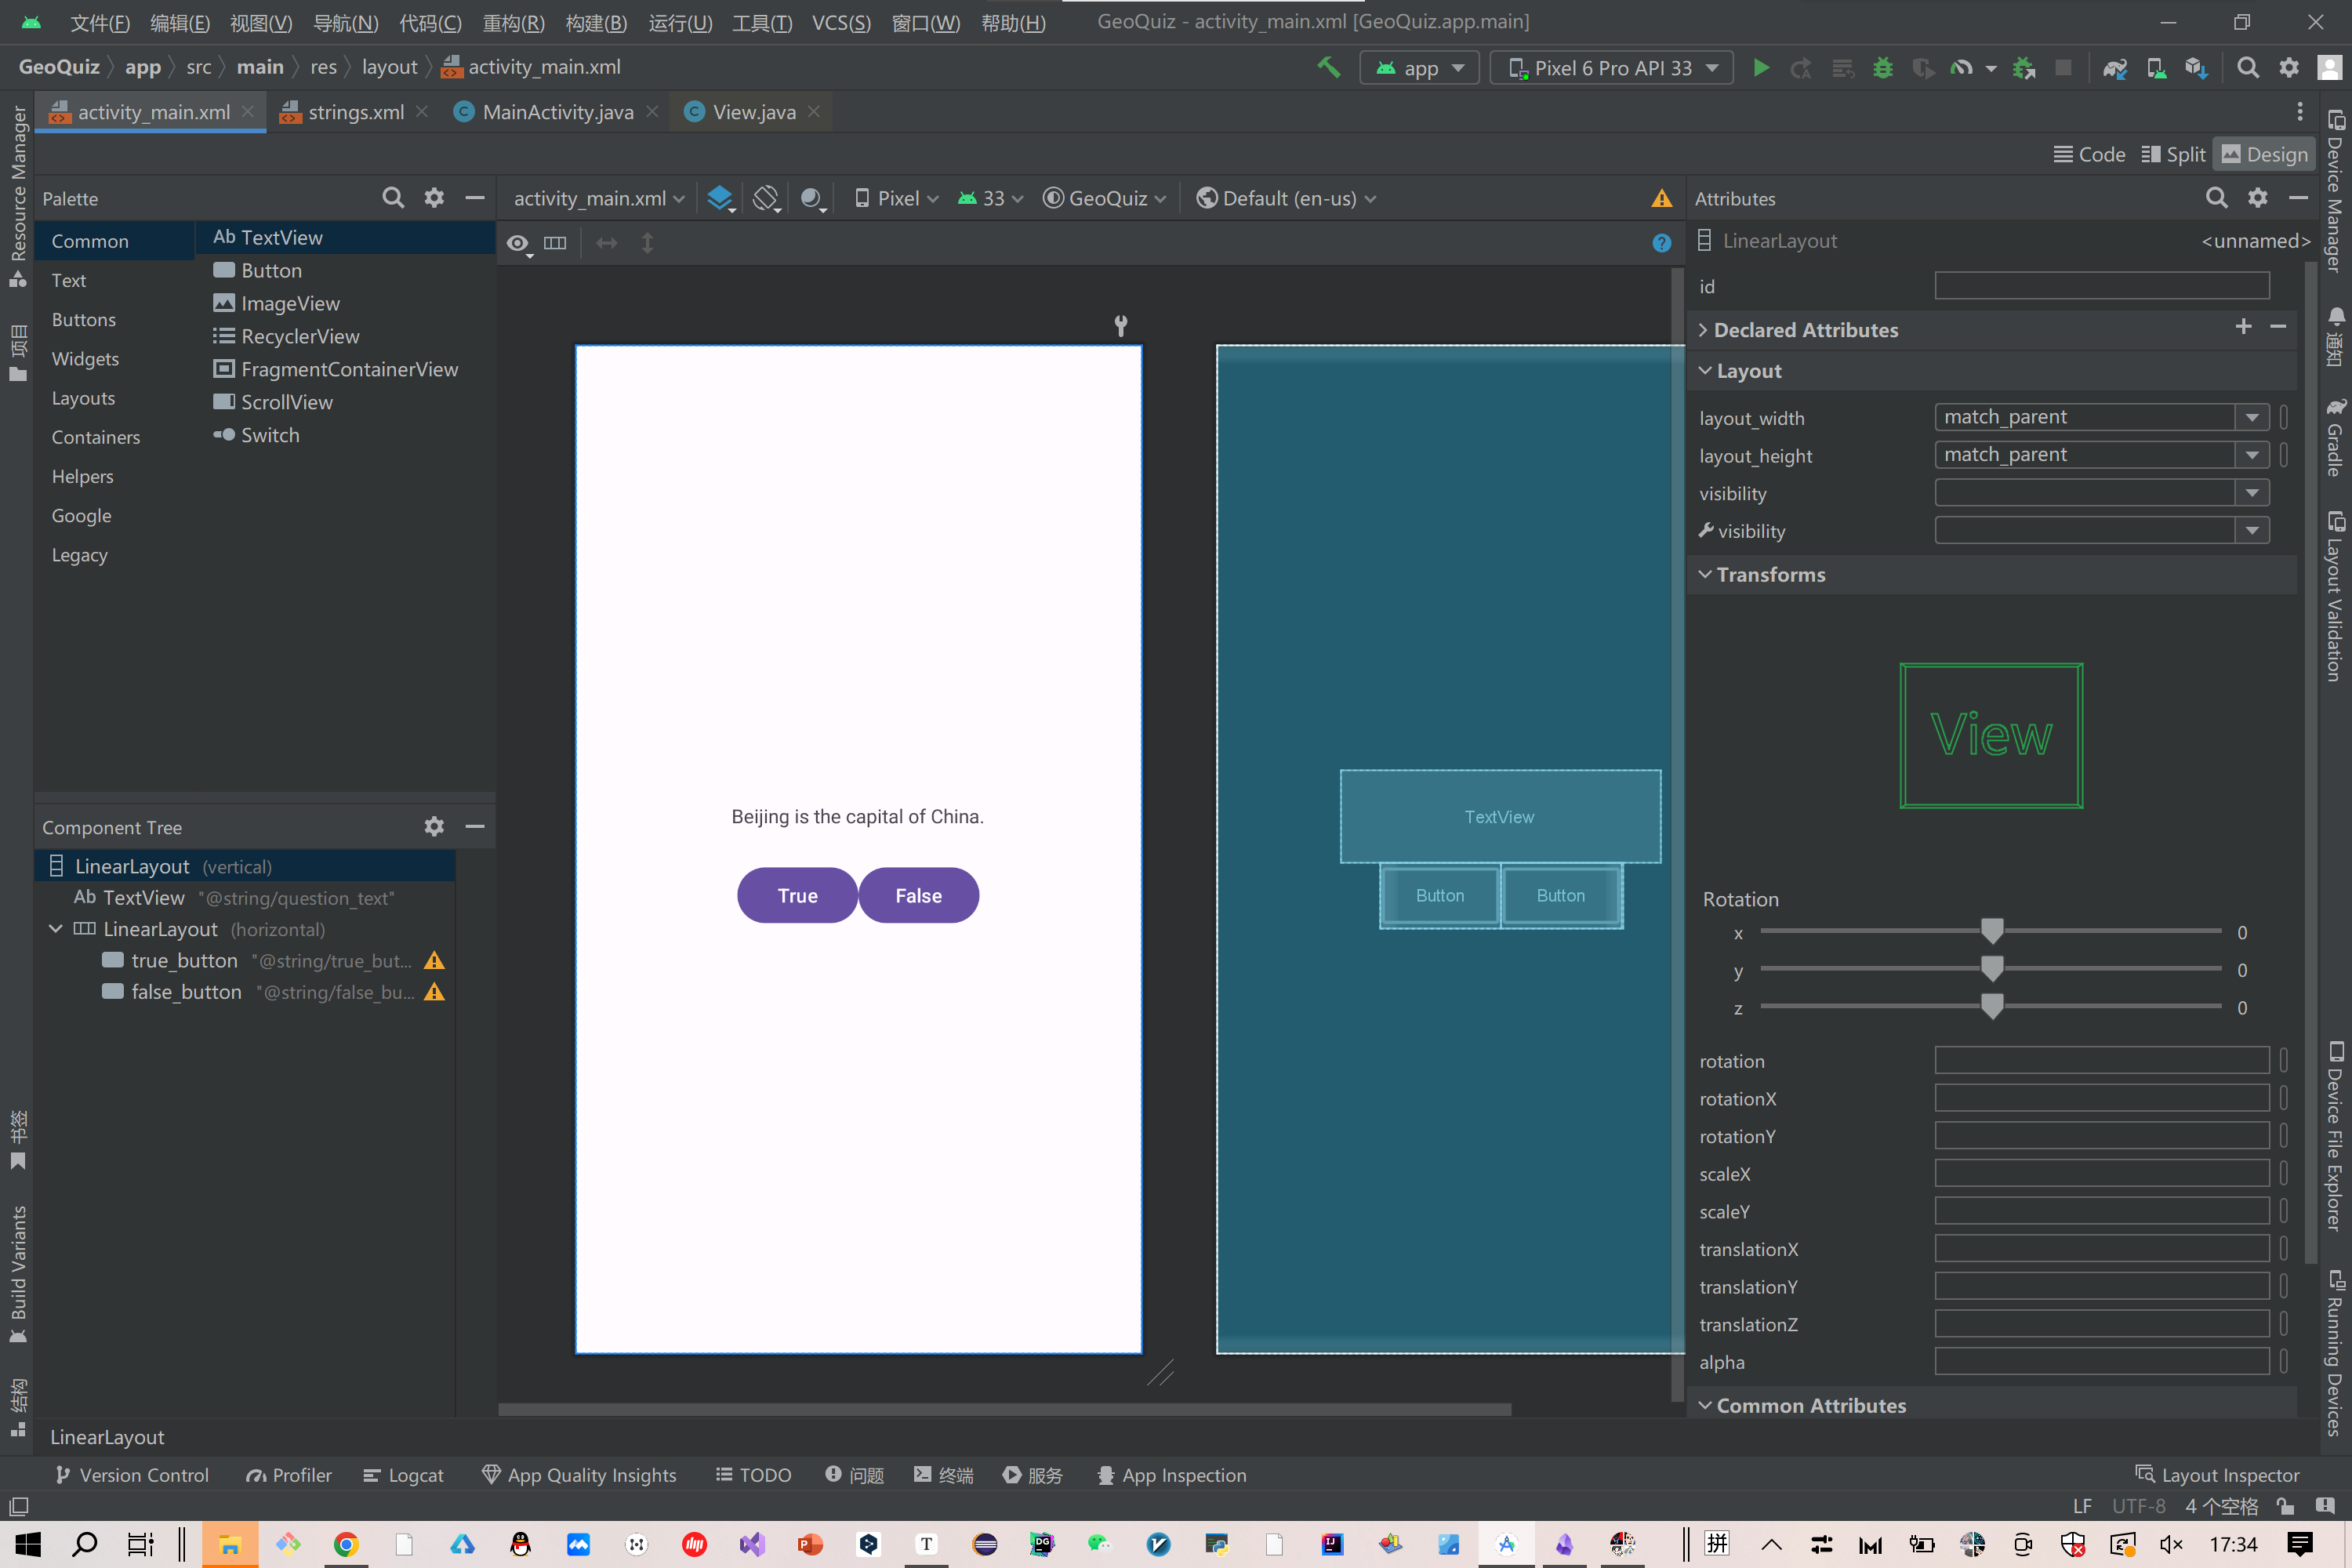 文件(F) 编辑(E) 视图(V) 导航(N) 代码(C) 重构(R) 构建(B) 运行(U) 工具(T) VCS(S) 窗口(W) 帮助(H) GeoQuiz - activity_main.xml [GeoQuiz.app.main]
GeoQuiz app src main res layout activity_main.xml app Pixel 6 Pro API 33
activity_main.xml strings.xml MainActivity.java View.java
Code Split Design
Palette
Common
Text
Buttons
Widgets
Layouts
Containers
Helpers
Google
Legacy
Ab TextView
Button
ImageView
RecyclerView
FragmentContainerView
ScrollView
Switch
activity_main.xml Pixel 33 GeoQuiz Default (en-us)
Component Tree
LinearLayout (vertical)
Ab TextView "@string/question_text"
LinearLayout (horizontal)
true_button "@string/true_but...
false_button "@string/false_bu...
Beijing is the capital of China.
True False
TextView
Button Button
Attributes
LinearLayout <unnamed>
id
Declared Attributes
Layout
layout_width match_parent
layout_height match_parent
visibility
visibility
Transforms
View
Rotation
x 0
y 0
z 0
rotation
rotationX
rotationY
scaleX
scaleY
translationX
translationY
translationZ
alpha
Common Attributes
Resource Manager
项目
书签
Build Variants
结构
Device Manager
通知
Gradle
Layout Validation
Device File Explorer
Running Devices
LinearLayout
Version Control Profiler Logcat App Quality Insights TODO 问题 终端 服务 App Inspection Layout Inspector
LF UTF-8 4 个空格
拼 17:34